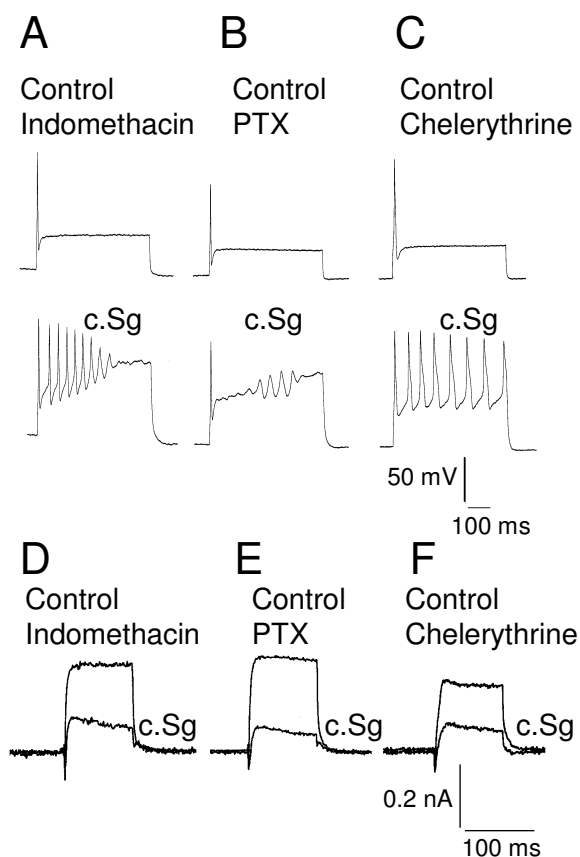 A
B
C
Control
Indomethacin
Control
PTX
Control
Chelerythrine
c.Sg
c.Sg
c.Sg
50 mV
100 ms
D
E
F
Control
Indomethacin
Control
PTX
Control
Chelerythrine
c.Sg
c.Sg
c.Sg
0.2 nA
100 ms